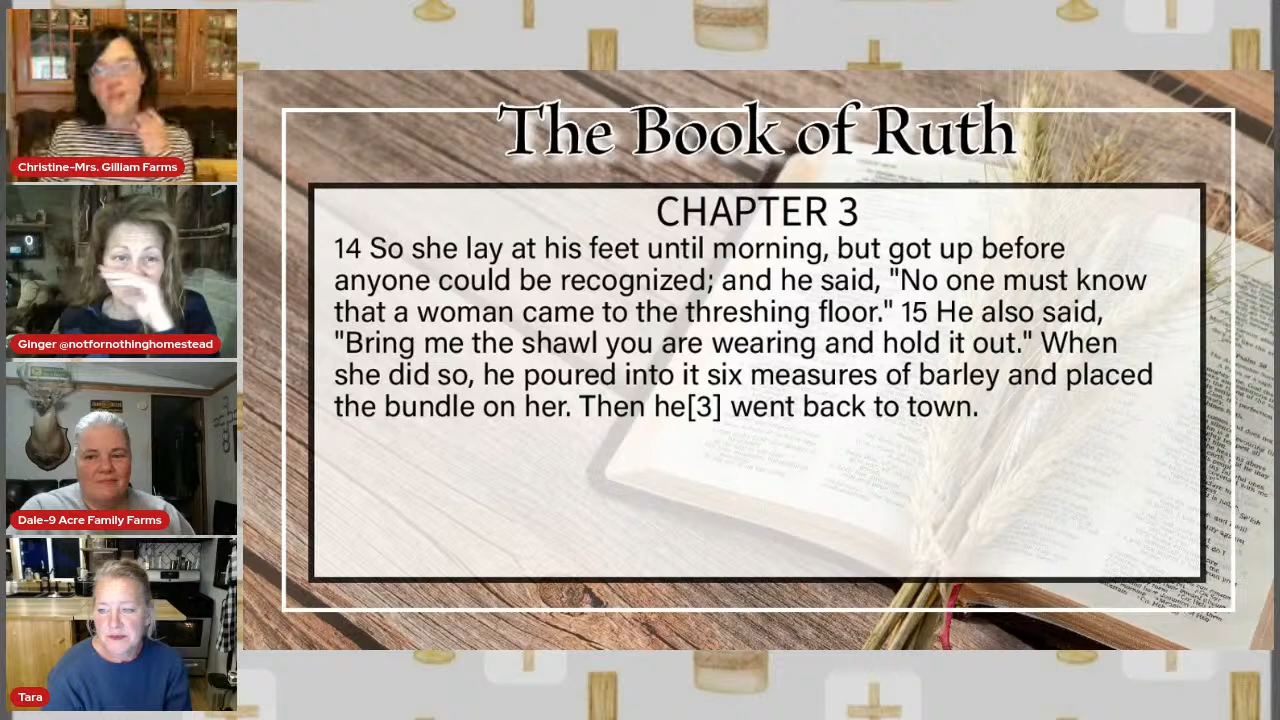 Christine-Mrs. Gilliam Farms
Ginger @notfornothinghomestead
Dale-9 Acre Family Farms
Tara
The Book of Ruth
CHAPTER 3
14 So she lay at his feet until morning, but got up before
anyone could be recognized; and he said, "No one must know
that a woman came to the threshing floor." 15 He also said,
"Bring me the shawl you are wearing and hold it out." When
she did so, he poured into it six measures of barley and placed
the bundle on her. Then he[3] went back to town.